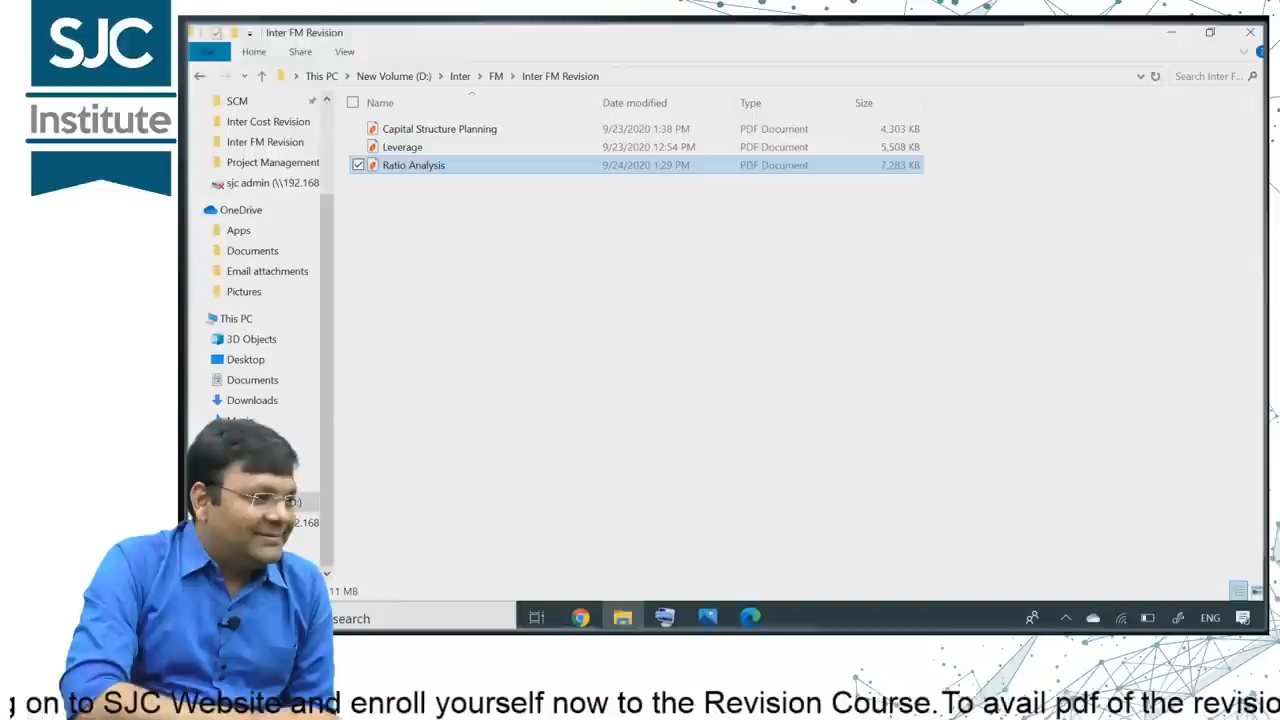 SJC
Institute
Inter FM Revision
Home Share View
This PC New Volume (D:) Inter FM Inter FM Revision
Search Inter F...
Name Date modified Type Size
Capital Structure Planning 9/23/2020 1:38 PM PDF Document 4,303 KB
Leverage 9/23/2020 12:54 PM PDF Document 5,508 KB
Ratio Analysis 9/24/2020 1:29 PM PDF Document 7,283 KB
SCM
Inter Cost Revision
Inter FM Revision
Project Management
sjc admin (\\192.168
OneDrive
Apps
Documents
Email attachments
Pictures
This PC
3D Objects
Desktop
Documents
Downloads
:)
2.168
11 MB
search
ENG
g on to SJC Website and enroll yourself now to the Revision Course.To avail pdf of the revisio